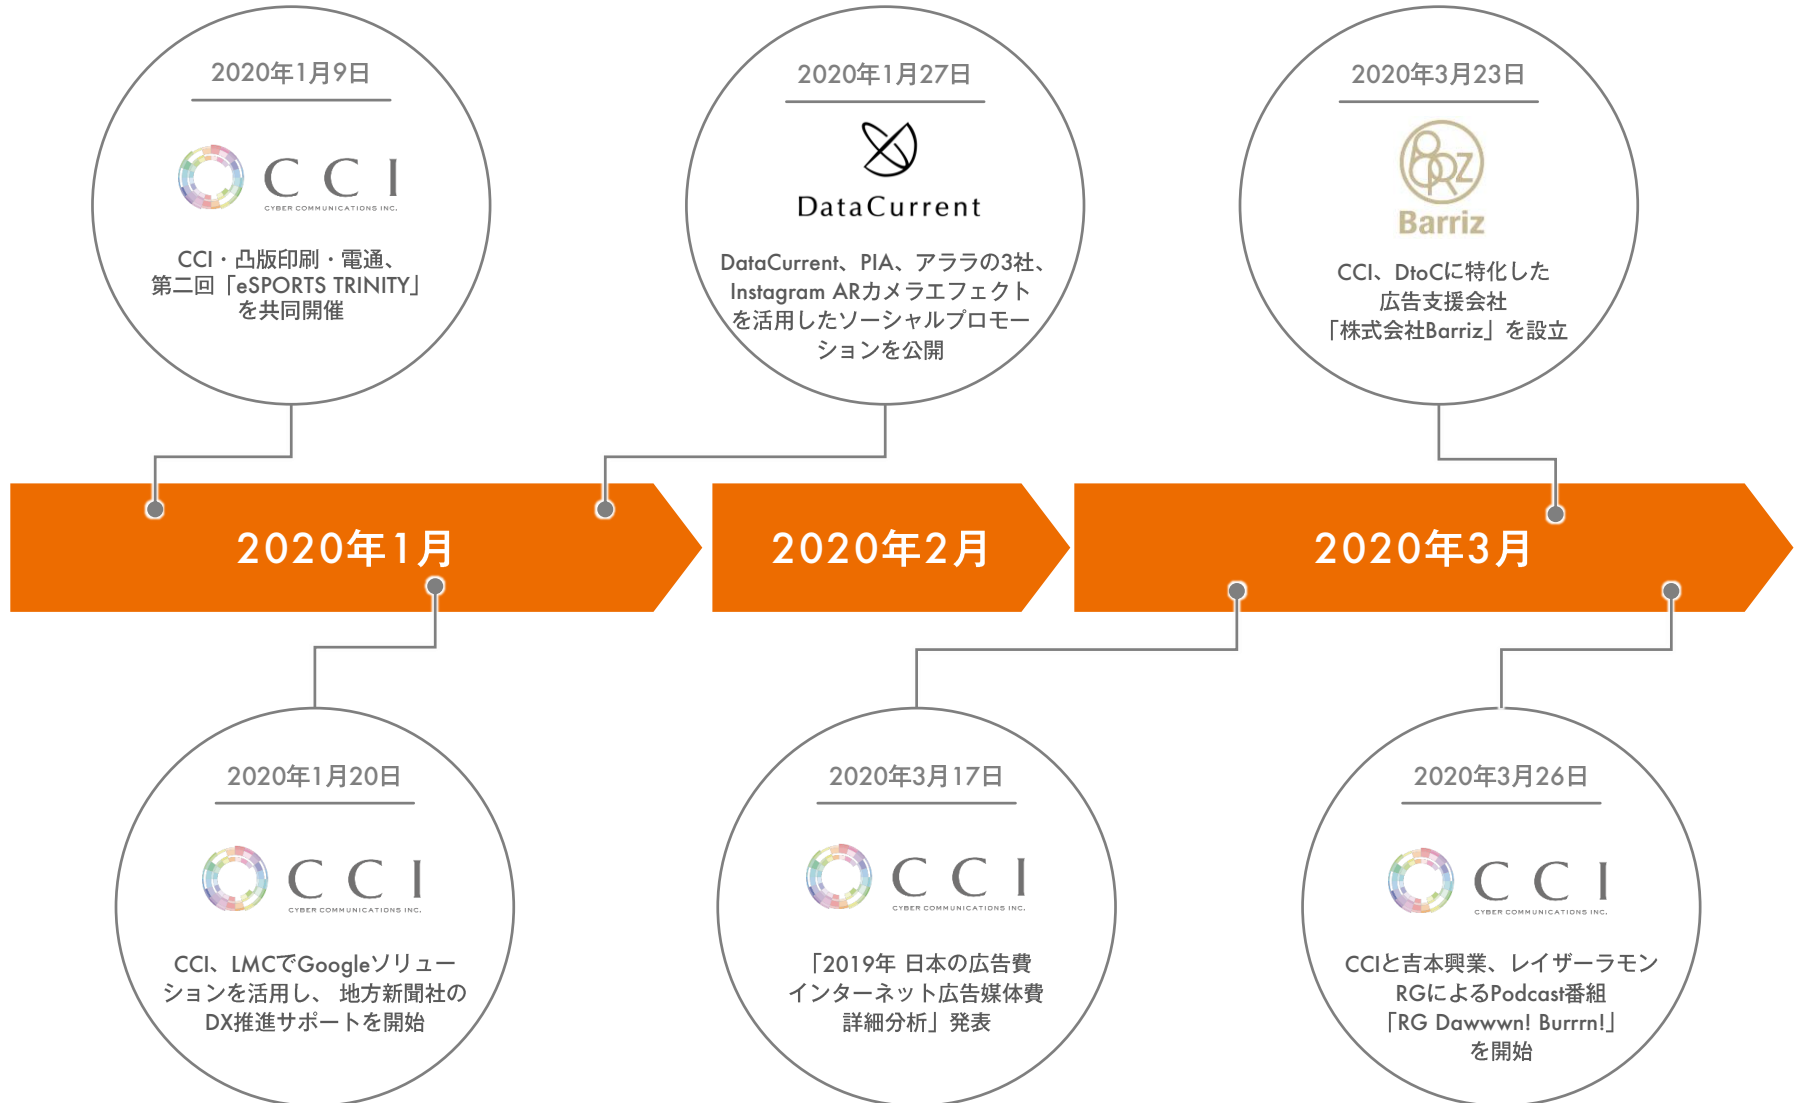 2020年1月9日
CCI
CYBER COMMUNICATIONS INC.
CCI・凸版印刷・電通、
第二回「eSPORTS TRINITY」
を共同開催
2020年1月27日
DataCurrent
DataCurrent、PIA、アララの3社、
Instagram ARカメラエフェクト
を活用したソーシャルプロモー
ションを公開
2020年3月23日
Barriz
CCI、DtoCに特化した
広告支援会社
「株式会社Barriz」を設立
2020年1月
2020年2月
2020年3月
2020年1月20日
CCI
CYBER COMMUNICATIONS INC.
CCI、LMCでGoogleソリュー
ションを活用し、 地方新聞社の
DX推進サポートを開始
2020年3月17日
CCI
CYBER COMMUNICATIONS INC.
「2019年 日本の広告費
インターネット広告媒体費
詳細分析」発表
2020年3月26日
CCI
CYBER COMMUNICATIONS INC.
CCIと吉本興業、レイザーラモン
RGによるPodcast番組
「RG Dawwwn! Burrrn!」
を開始